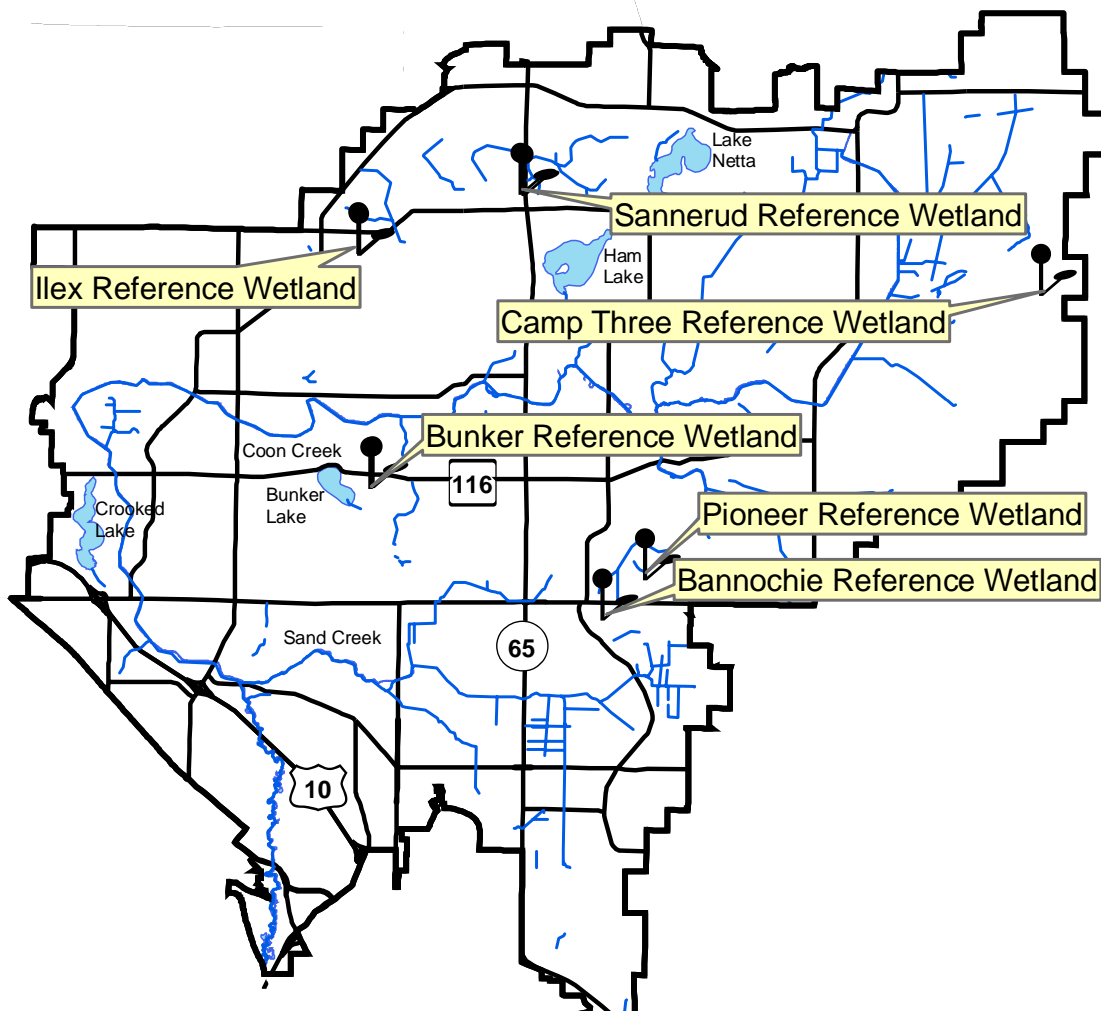 Lake
Netta
Sannerud Reference Wetland
Ham
Lake
Ilex Reference Wetland
Camp Three Reference Wetland
Bunker Reference Wetland
Coon Creek
116
Bunker
Lake
Crooked
Lake
Pioneer Reference Wetland
Bannochie Reference Wetland
Sand Creek
65
10